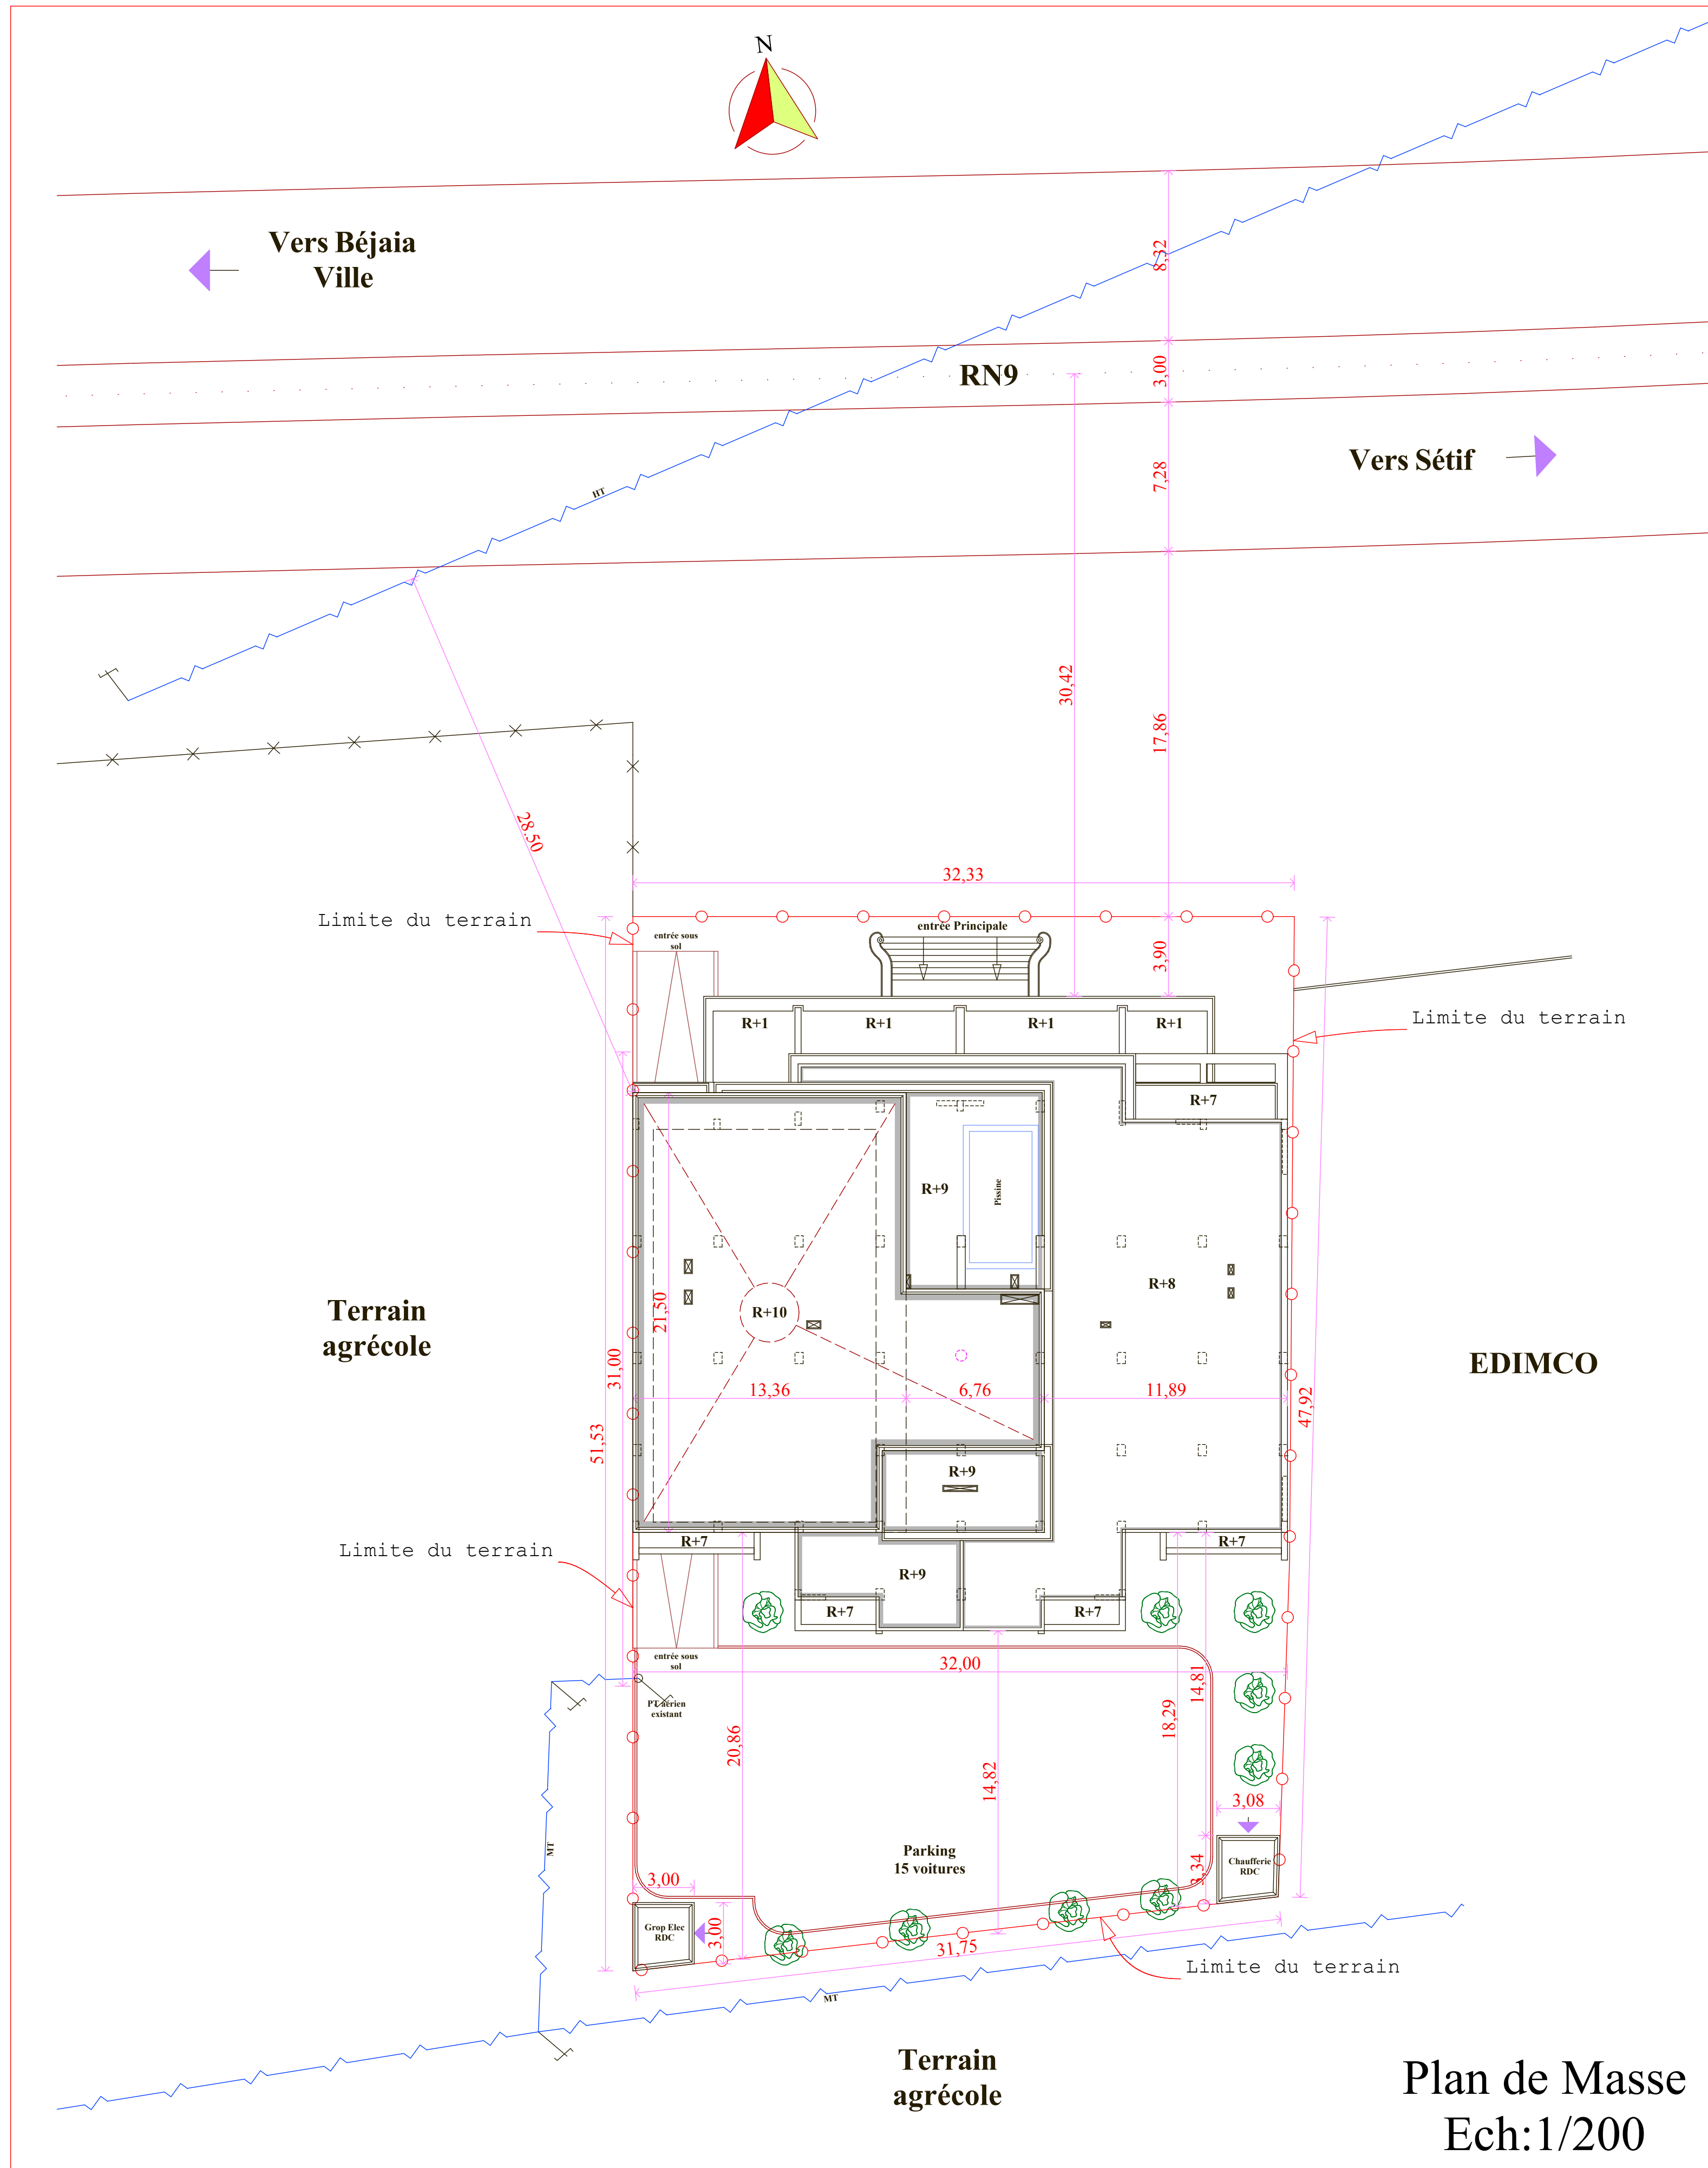 N
Vers Béjaia
Ville
8,32
RN9
3,00
Vers Sétif
7,28
HT
30,42
17,86
28.50
32,33
Limite du terrain
entrée Principale
entrée sous
sol
3,90
Limite du terrain
R+1
R+1
R+1
R+1
R+7
R+9
Pissine
R+8
R+10
21,50
Terrain
agrécole
31,00
EDIMCO
13,36
6,76
11,89
47,92
51,53
R+9
Limite du terrain
R+7
R+7
R+9
R+7
R+7
entrée sous
sol
32,00
14,81
PT aérien
existant
18,29
20,86
14,82
3,08
MT
Parking
15 voitures
Chaufferie
RDC
3,34
3,00
Grop Elec
RDC
3,00
31,75
Limite du terrain
MT
Terrain
agrécole
Plan de Masse
Ech:1/200